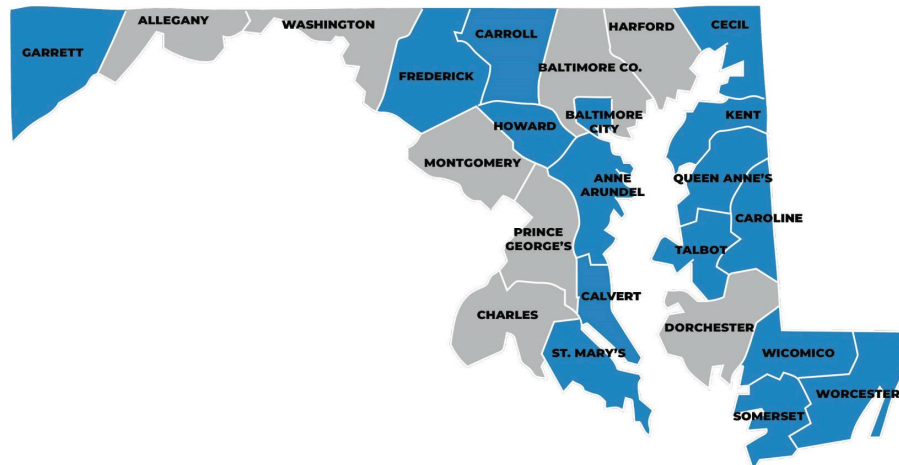 ALLEGANY
WASHINGTON
HARFORD
CECIL
GARRETT
CARROLL
FREDERICK
BALTIMORE CO.
HOWARD
BALTIMORE
CITY
KENT
MONTGOMERY
ANNE
ARUNDEL
QUEEN ANNE'S
CAROLINE
PRINCE
GEORGE'S
TALBOT
CALVERT
CHARLES
DORCHESTER
ST. MARY'S
WICOMICO
WORCESTER
SOMERSET